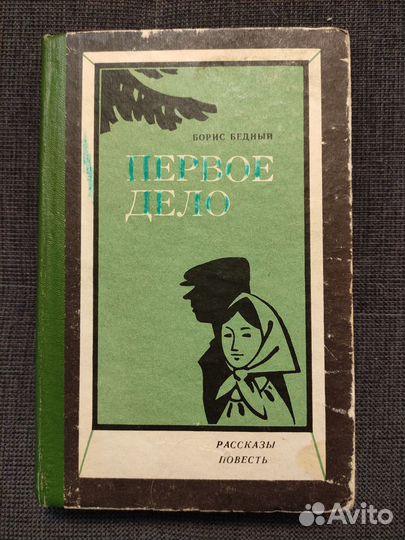 БОРИС БЕДНЫЙ
ПЕРВОЕ
ДЕЛО
РАССКАЗЫ
ПОВЕСТЬ
Avito